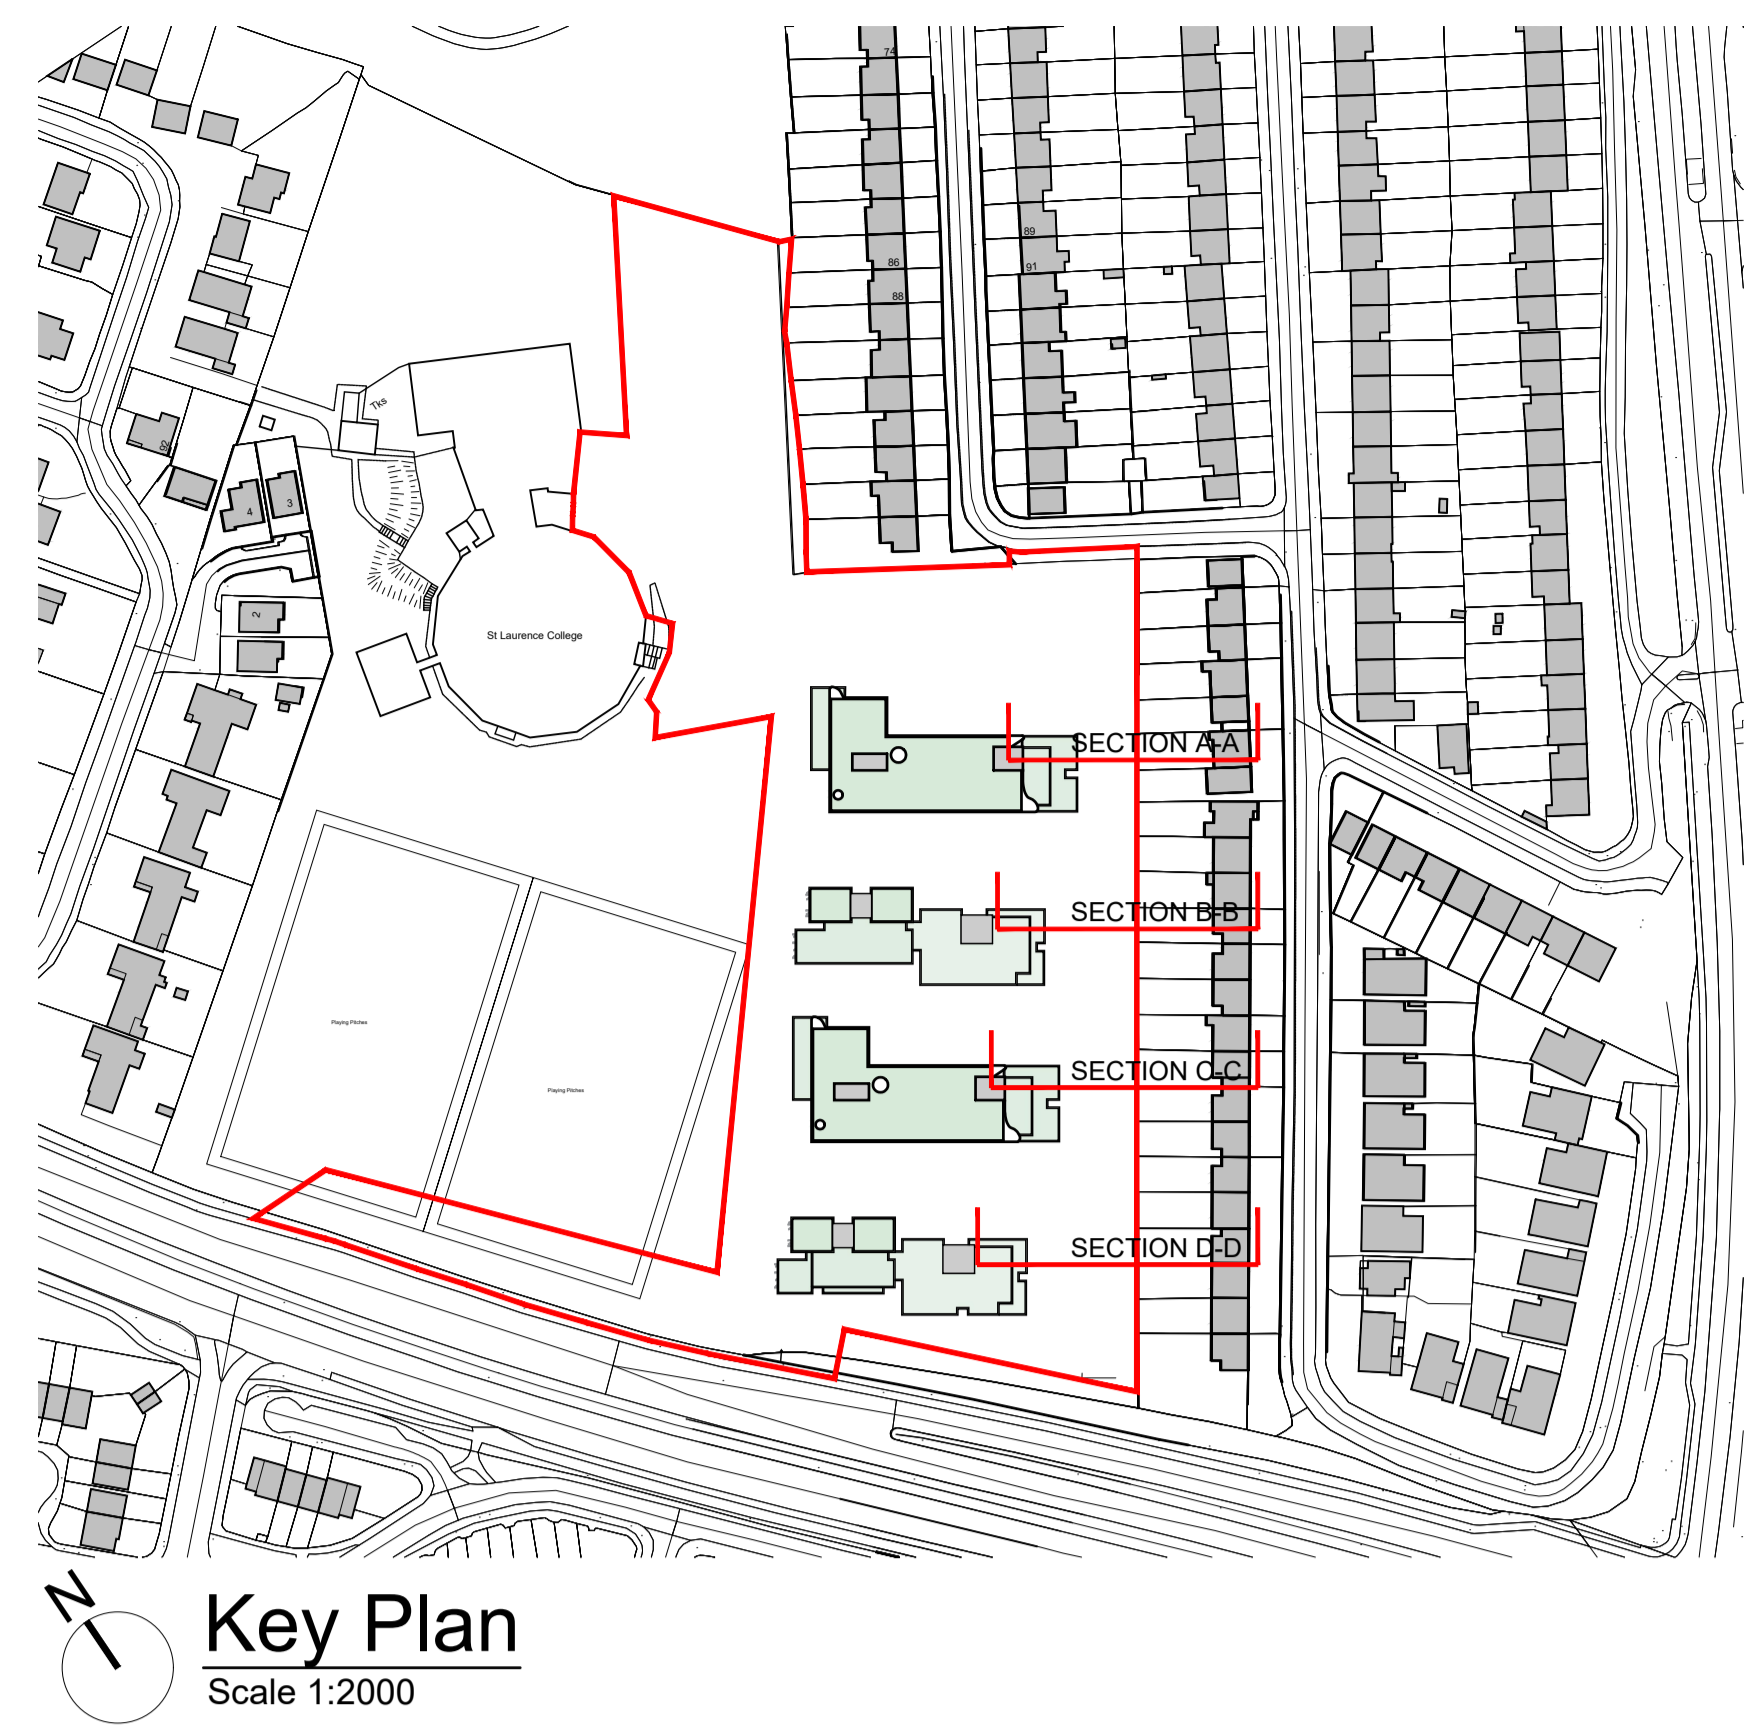 74
86
88
89
91
Tks
92
4
3
2
St Laurence College
SECTION A-A
SECTION B-B
SECTION C-C
SECTION D-D
Playing Pitches
Playing Pitches
N
Key Plan
Scale 1:2000